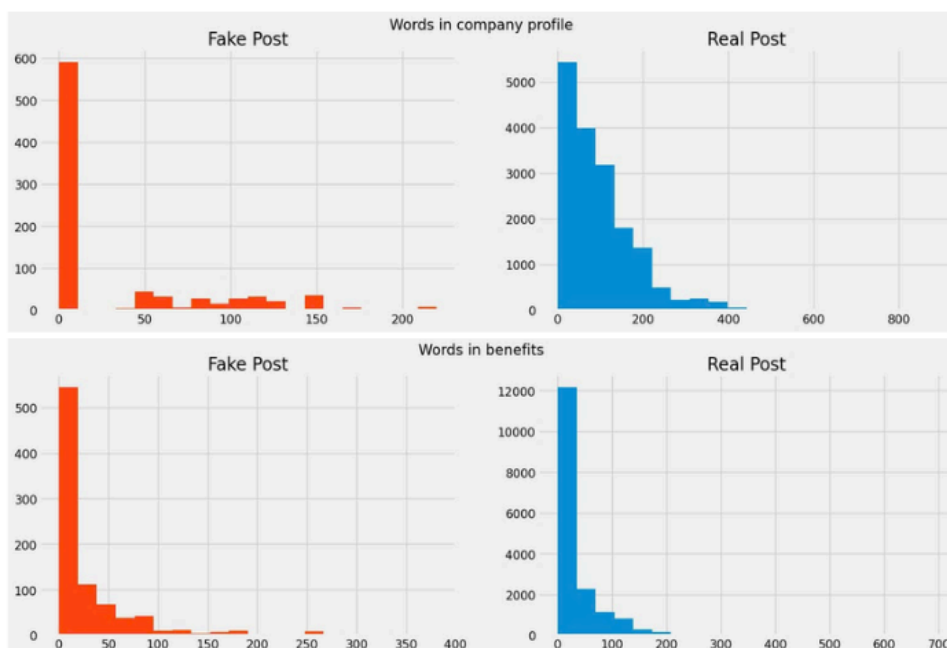 Words in company profile
Fake Post
Real Post
600
500
400
300
200
100
0
0 50 100 150 200
5000
4000
3000
2000
1000
0
0 200 400 600 800
Words in benefits
Fake Post
Real Post
500
400
300
200
100
0
0 50 100 150 200 250 300 350 400
12000
10000
8000
6000
4000
2000
0
0 100 200 300 400 500 600 700